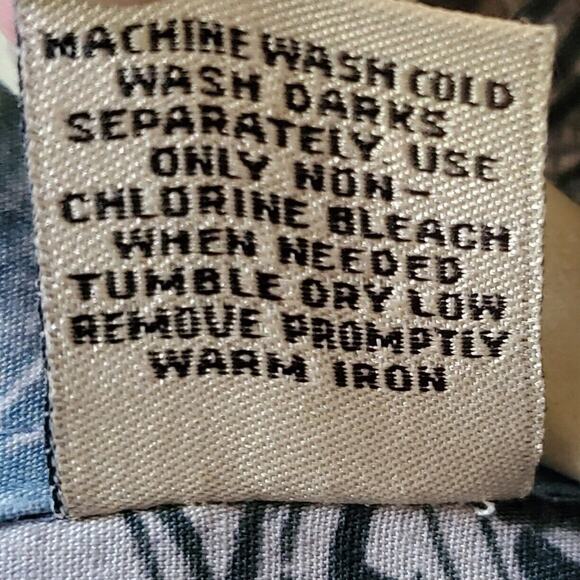 MACHINE WASH COLD
WASH DARKS
SEPARATELY. USE
ONLY NON-
CHLORINE BLEACH
WHEN NEEDED
TUMBLE DRY LOW
REMOVE PROMPTLY
WARM IRON